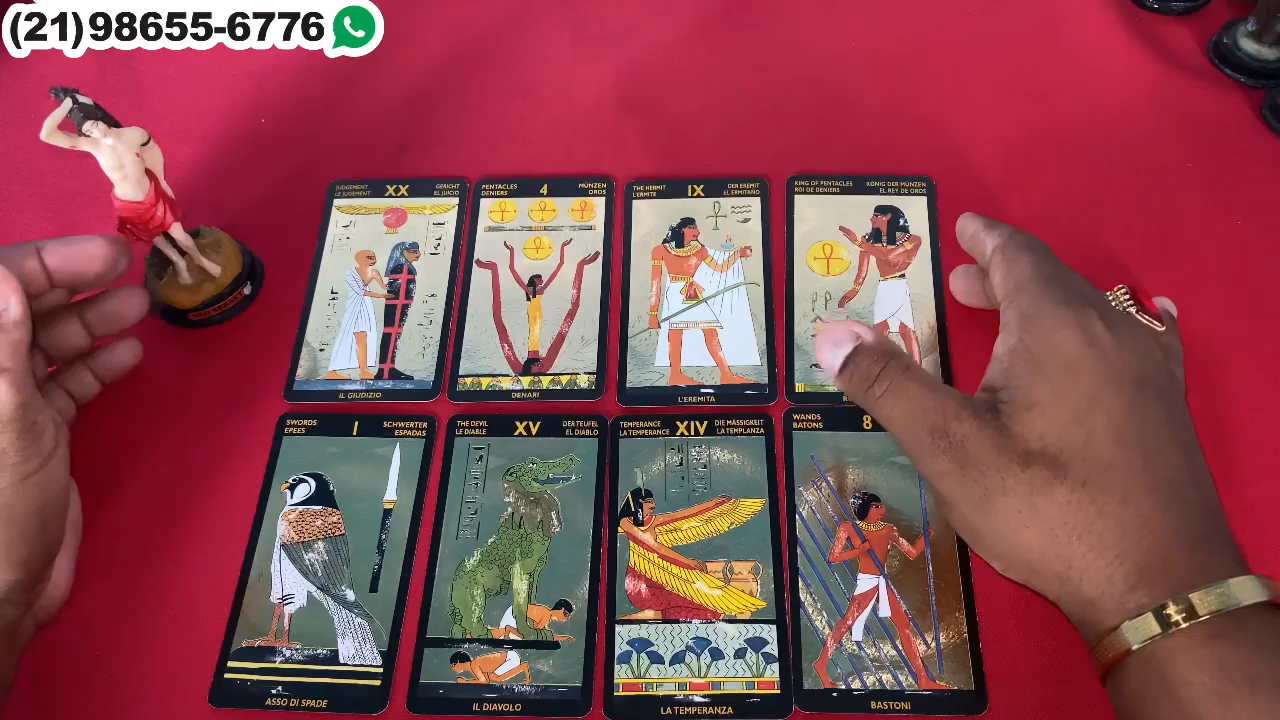 (21)98655-6776
JUDGEMENT
LE JUGEMENT
XX
GERICHT
EL JUICIO
IL GIUDIZIO
PENTACLES
DENIERS
4
MÜNZEN
OROS
DENARI
THE HERMIT
L'ERMITE
IX
DER EREMIT
EL ERMITAÑO
L'EREMITA
KING OF PENTACLES
ROI DE DENIERS
KÖNIG DER MÜNZEN
EL REY DE OROS
SWORDS
EPEES
I
SCHWERTER
ESPADAS
ASSO DI SPADE
THE DEVIL
LE DIABLE
XV
DER TEUFEL
EL DIABLO
IL DIAVOLO
TEMPERANCE
LA TEMPERANCE
XIV
DIE MÄSSIGKEIT
LA TEMPLANZA
LA TEMPERANZA
WANDS
BATONS
8
BASTONI